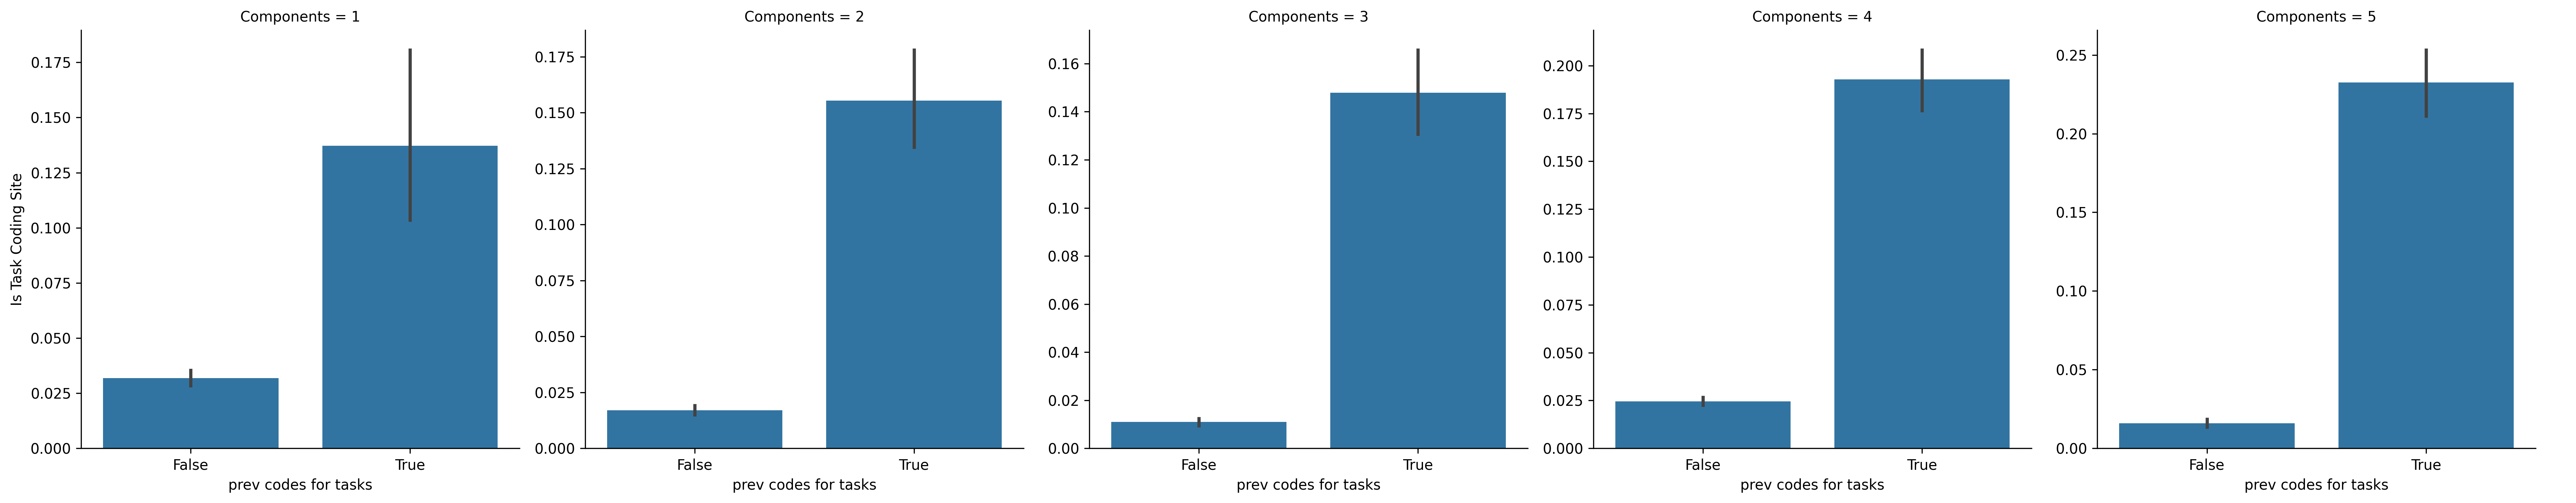 Components = 1
Components = 2
Components = 3
Components = 4
Components = 5
Is Task Coding Site
0.175
0.150
0.125
0.100
0.075
0.050
0.025
0.000
False
True
prev codes for tasks
0.175
0.150
0.125
0.100
0.075
0.050
0.025
0.000
False
True
prev codes for tasks
0.16
0.14
0.12
0.10
0.08
0.06
0.04
0.02
0.00
False
True
prev codes for tasks
0.200
0.175
0.150
0.125
0.100
0.075
0.050
0.025
0.000
False
True
prev codes for tasks
0.25
0.20
0.15
0.10
0.05
0.00
False
True
prev codes for tasks